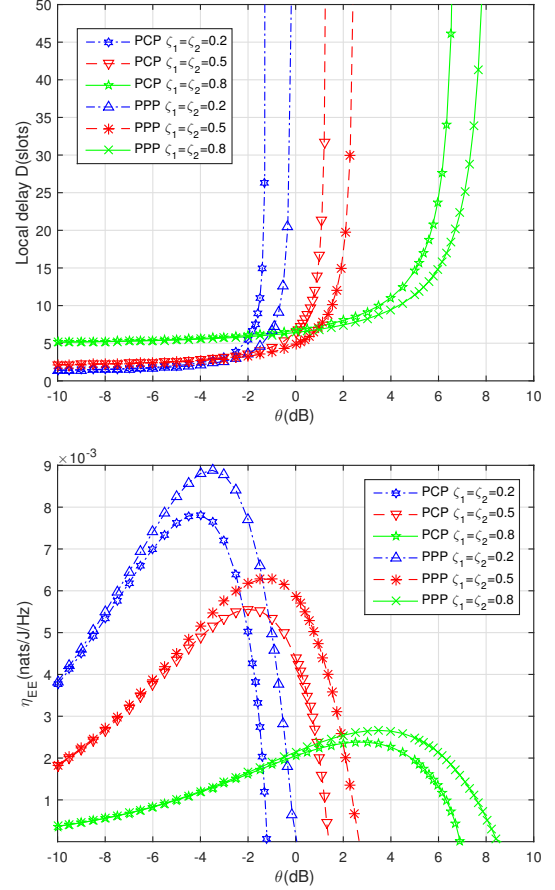 50
45
40
35
30
25
20
15
10
5
0
Local delay D(slots)
PCP ζ1=ζ2=0.2
PCP ζ1=ζ2=0.5
PCP ζ1=ζ2=0.8
PPP ζ1=ζ2=0.2
PPP ζ1=ζ2=0.5
PPP ζ1=ζ2=0.8
-10 -8 -6 -4 -2 0 2 4 6 8 10
θ(dB)
×10⁻³
9
8
7
6
5
4
3
2
1
ηEE(nats/J/Hz)
PCP ζ1=ζ2=0.2
PCP ζ1=ζ2=0.5
PCP ζ1=ζ2=0.8
PPP ζ1=ζ2=0.2
PPP ζ1=ζ2=0.5
PPP ζ1=ζ2=0.8
-10 -8 -6 -4 -2 0 2 4 6 8 10
θ(dB)